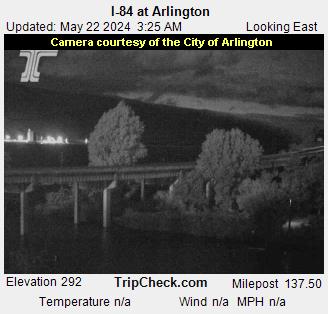 I-84 at Arlington
Updated: May 22 2024 3:25 AM Looking East
Camera courtesy of the City of Arlington
Elevation 292 TripCheck.com Milepost 137.50
Temperature n/a Wind n/a MPH n/a